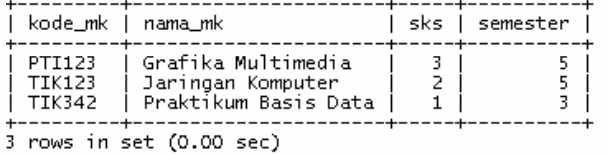 | kode_mk | nama_mk | sks | semester |
| PTI123 | Grafika Multimedia | 3 | 5 |
| TIK123 | Jaringan Komputer | 2 | 5 |
| TIK342 | Praktikum Basis Data | 1 | 3 |
3 rows in set (0.00 sec)